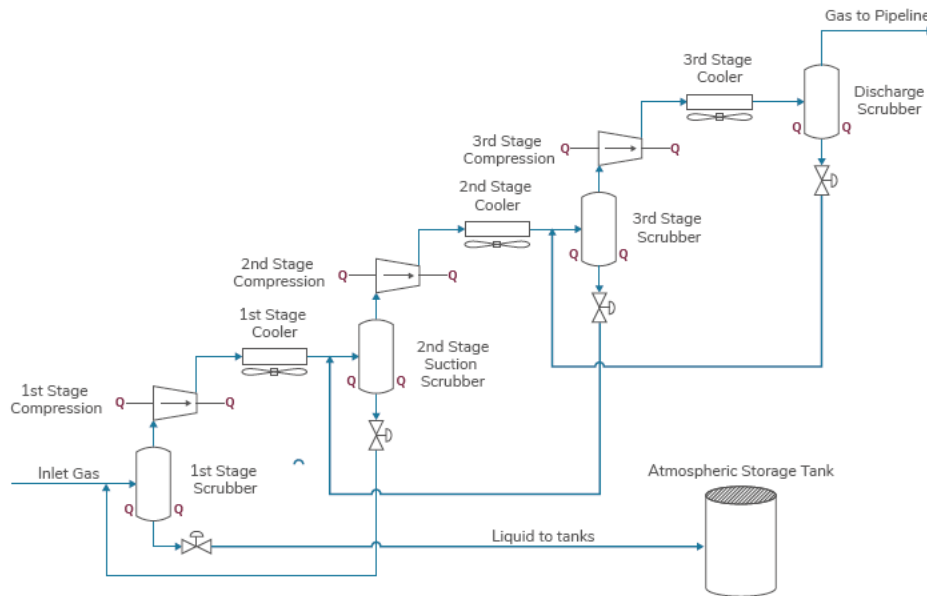 Gas to Pipeline
3rd Stage
Cooler
Discharge
Scrubber
Q Q
3rd Stage
Compression
Q Q
2nd Stage
Cooler
3rd Stage
Scrubber
Q Q
2nd Stage
Compression
Q Q
1st Stage
Cooler
2nd Stage
Suction
Scrubber
Q Q
1st Stage
Compression
Q Q
Inlet Gas
1st Stage
Scrubber
Q Q
Atmospheric Storage Tank
Liquid to tanks